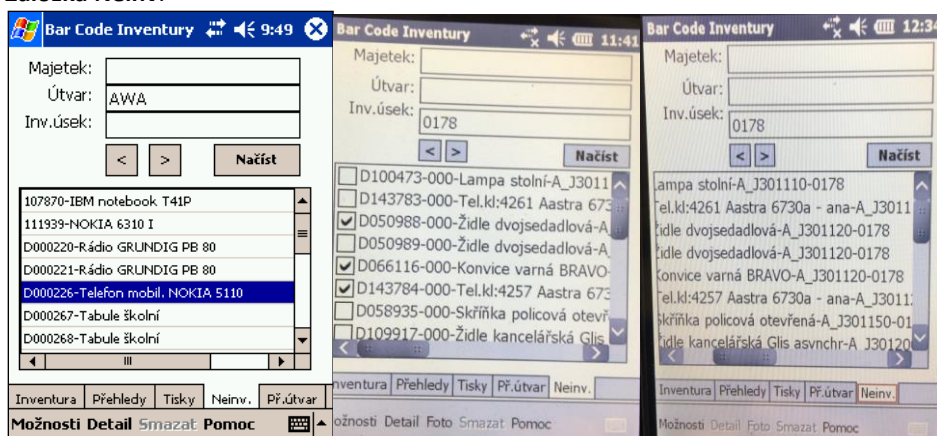 Bar Code Inventury 9:49
Majetek:
Útvar: AWA
Inv.úsek:
< > Načíst
107870-IBM notebook T41P
111939-NOKIA 6310 I
D000220-Rádio GRUNDIG PB 80
D000221-Rádio GRUNDIG PB 80
D000226-Telefon mobil. NOKIA 5110
D000267-Tabule školní
D000268-Tabule školní
Inventura Přehledy Tisky Neinv. Př.útvar
Možnosti Detail Smazat Pomoc
Bar Code Inventury 11:41
Majetek:
Útvar:
Inv.úsek: 0178
< > Načíst
D100473-000-Lampa stolní-A_J3011
D143783-000-Tel.kl:4261 Aastra 673
D050988-000-Židle dvojsedadlová-A
D050989-000-Židle dvojsedadlová-A
D066116-000-Konvice varná BRAVO-
D143784-000-Tel.kl:4257 Aastra 673
D058935-000-Skříňka policová oteví
D109917-000-Židle kancelářská Glis
nventura Přehledy Tisky Př.útvar Neinv.
ožnosti Detail Foto Smazat Pomoc
Bar Code Inventury 12:34
Majetek:
Útvar:
Inv.úsek: 0178
< > Načíst
Lampa stolní-A_J301110-0178
Tel.kl:4261 Aastra 6730a - ana-A_J3011
Židle dvojsedadlová-A_J301120-0178
Židle dvojsedadlová-A_J301120-0178
Konvice varná BRAVO-A_J301120-0178
Tel.kl:4257 Aastra 6730a - ana-A_J3011
Skříňka policová otevřená-A_J301150-01
Židle kancelářská Glis asvnchr-A_J30120
Inventura Přehledy Tisky Př.útvar Neinv.
Možnosti Detail Foto Smazat Pomoc